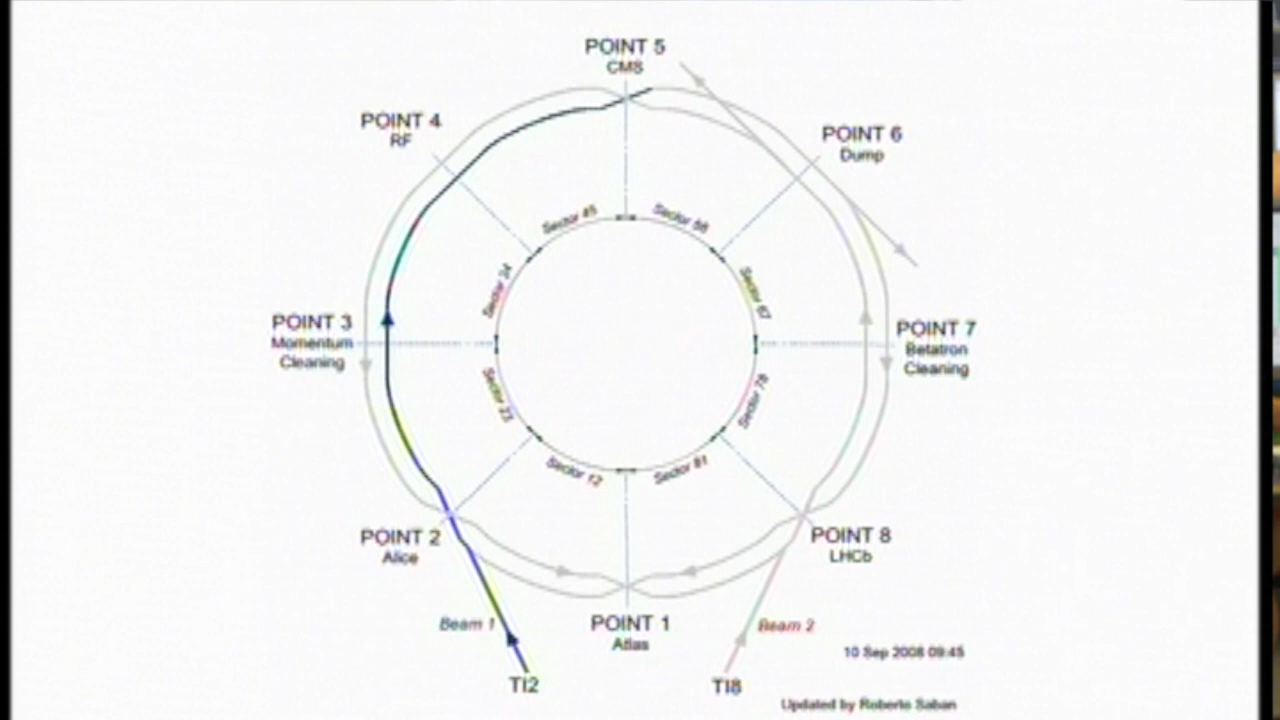 POINT 5
CMS
POINT 4
RF
POINT 6
Dump
Sector 45
Sector 56
Sector 34
Sector 67
POINT 3
Momentum
Cleaning
POINT 7
Betatron
Cleaning
Sector 23
Sector 78
Sector 12
Sector 81
POINT 2
Alice
POINT 8
LHCb
Beam 1
POINT 1
Atlas
Beam 2
10 Sep 2008 09:45
TI2
TI8
Updated by Roberto Saban